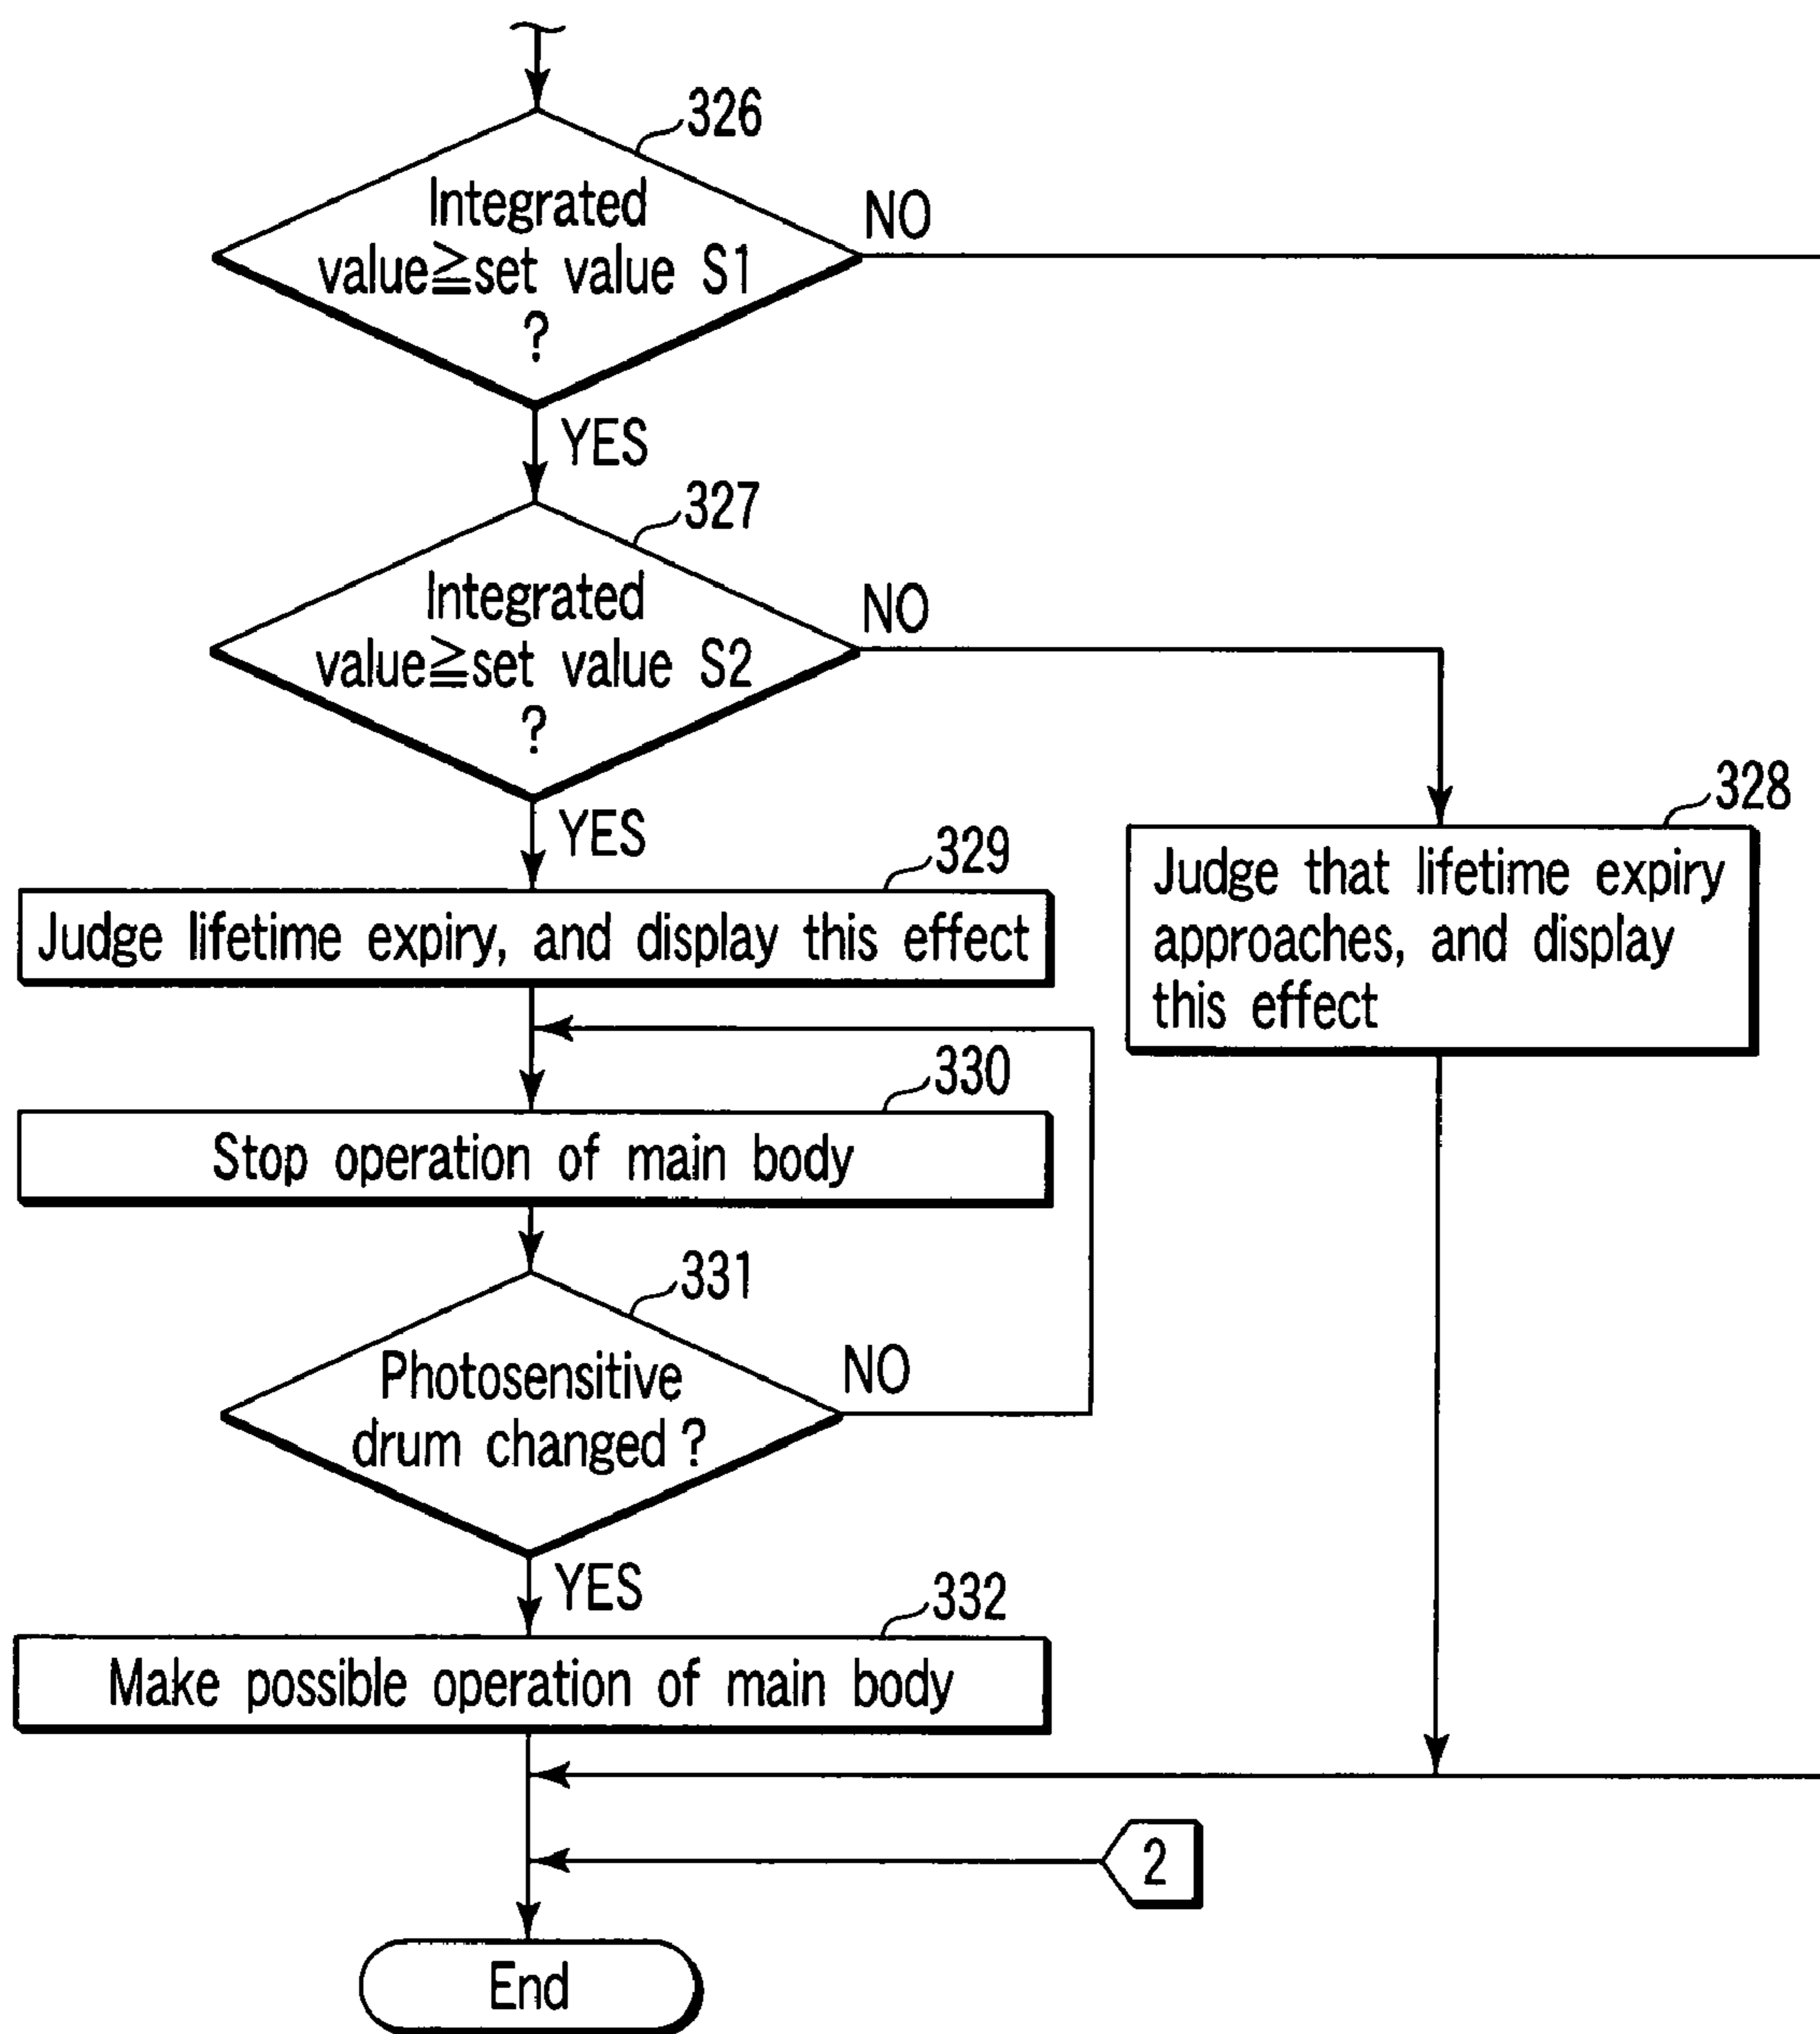 326
Integrated
value≧set value S1
?
NO
YES
327
Integrated
value≧set value S2
?
NO
YES
328
Judge that lifetime expiry
approaches, and display
this effect
329
Judge lifetime expiry, and display this effect
330
Stop operation of main body
331
Photosensitive
drum changed ?
NO
YES
332
Make possible operation of main body
2
End